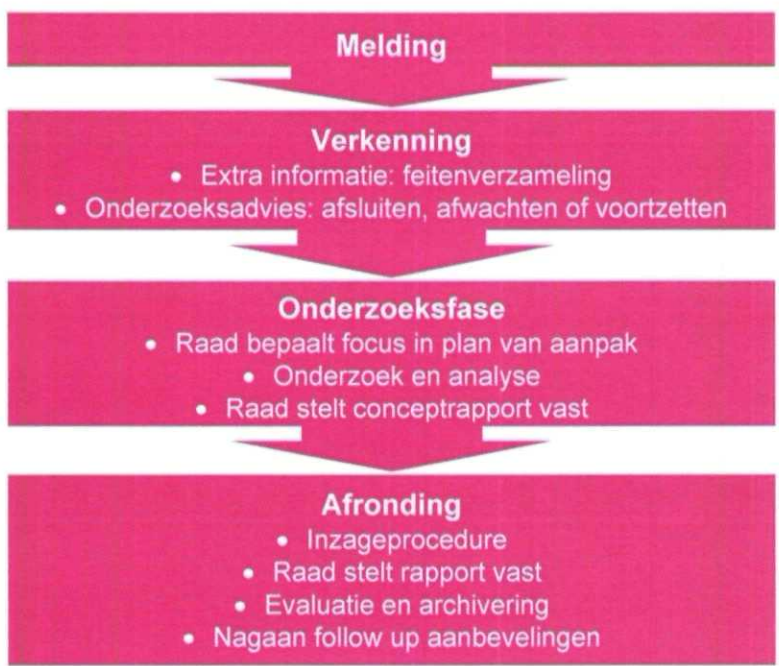 Melding
Verkenning
• Extra informatie: feitenverzameling
• Onderzoeksadvies: afsluiten, afwachten of voortzetten
Onderzoeksfase
• Raad bepaalt focus in plan van aanpak
• Onderzoek en analyse
• Raad stelt conceptrapport vast
Afronding
• Inzageprocedure
• Raad stelt rapport vast
• Evaluatie en archivering
• Nagaan follow up aanbevelingen